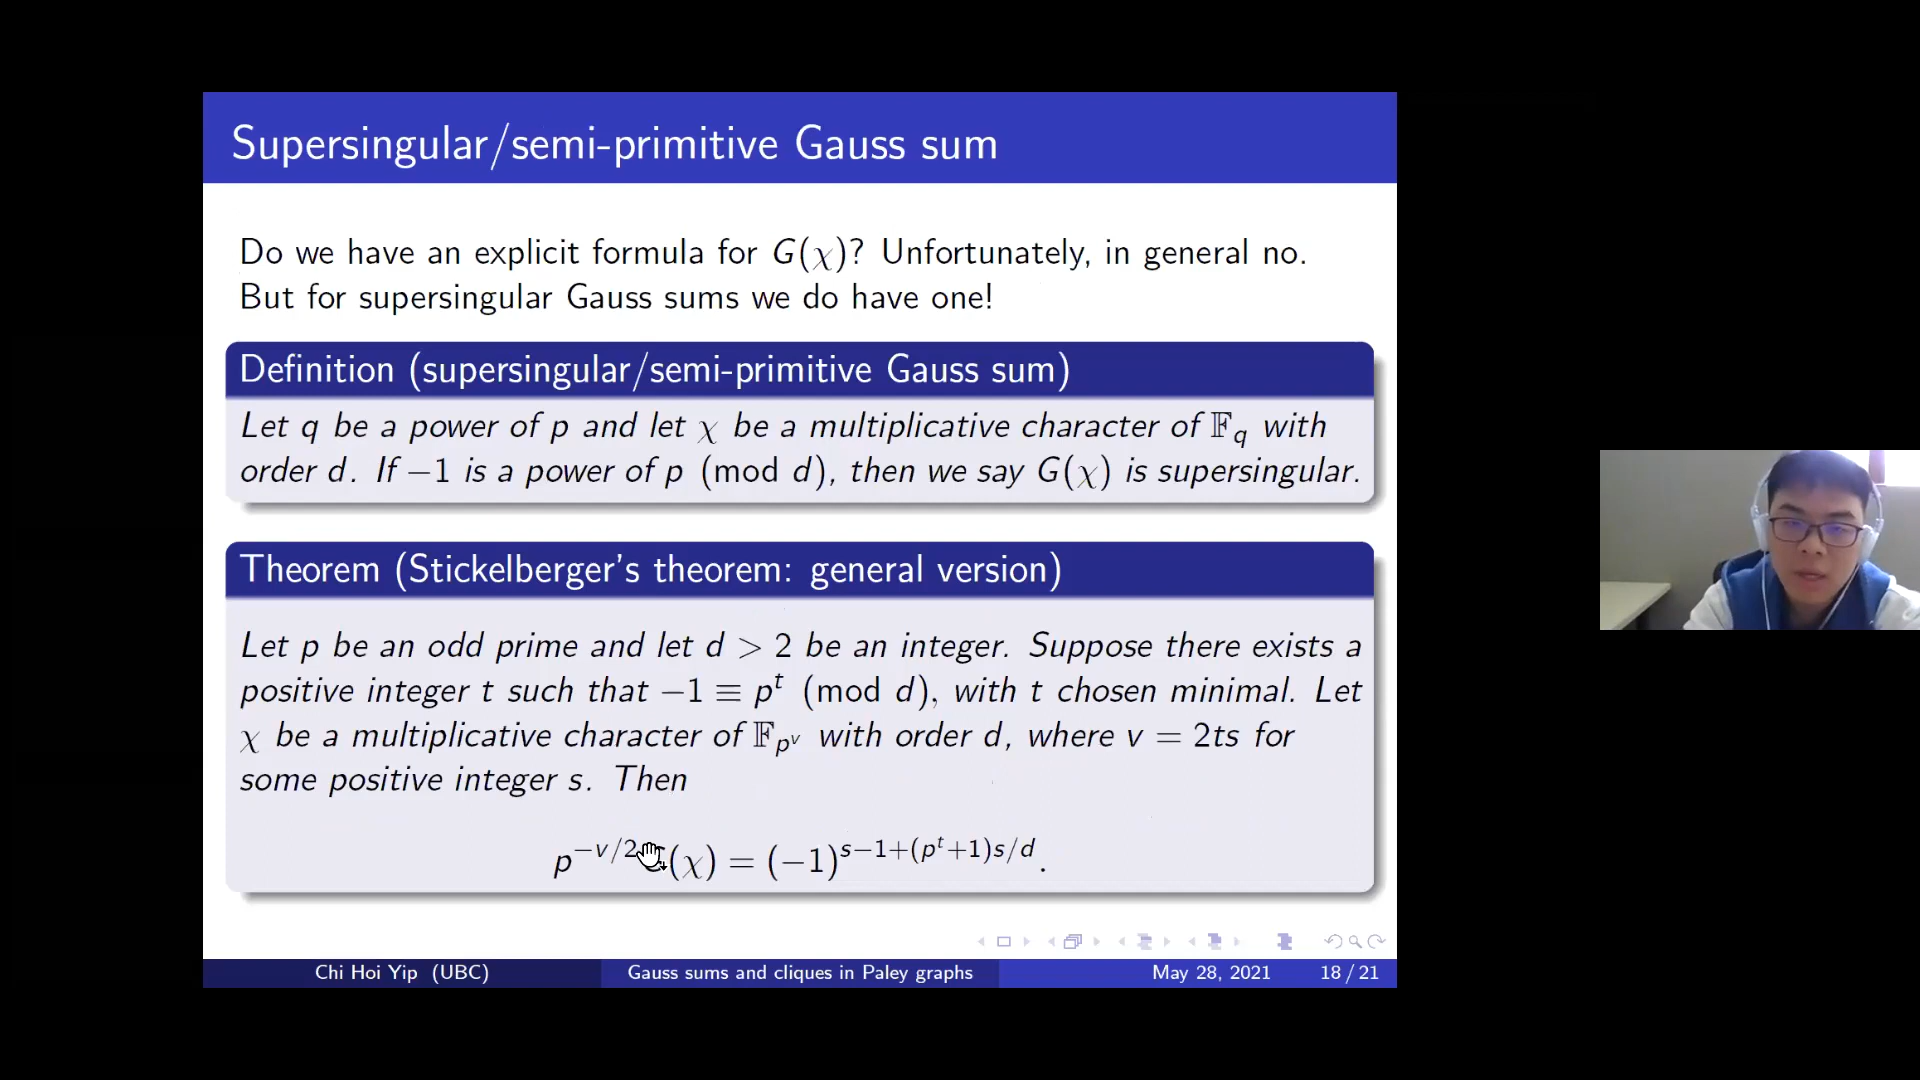 Supersingular/semi-primitive Gauss sum
Do we have an explicit formula for G(χ)? Unfortunately, in general no.
But for supersingular Gauss sums we do have one!
Definition (supersingular/semi-primitive Gauss sum)
Let q be a power of p and let χ be a multiplicative character of 𝔽_q with
order d. If −1 is a power of p (mod d), then we say G(χ) is supersingular.
Theorem (Stickelberger's theorem: general version)
Let p be an odd prime and let d > 2 be an integer. Suppose there exists a
positive integer t such that −1 ≡ p^t (mod d), with t chosen minimal. Let
χ be a multiplicative character of 𝔽_{p^v} with order d, where v = 2ts for
some positive integer s. Then
p^{−v/2}(χ) = (−1)^{s−1+(p^t+1)s/d}.
Chi Hoi Yip (UBC) Gauss sums and cliques in Paley graphs May 28, 2021 18 / 21